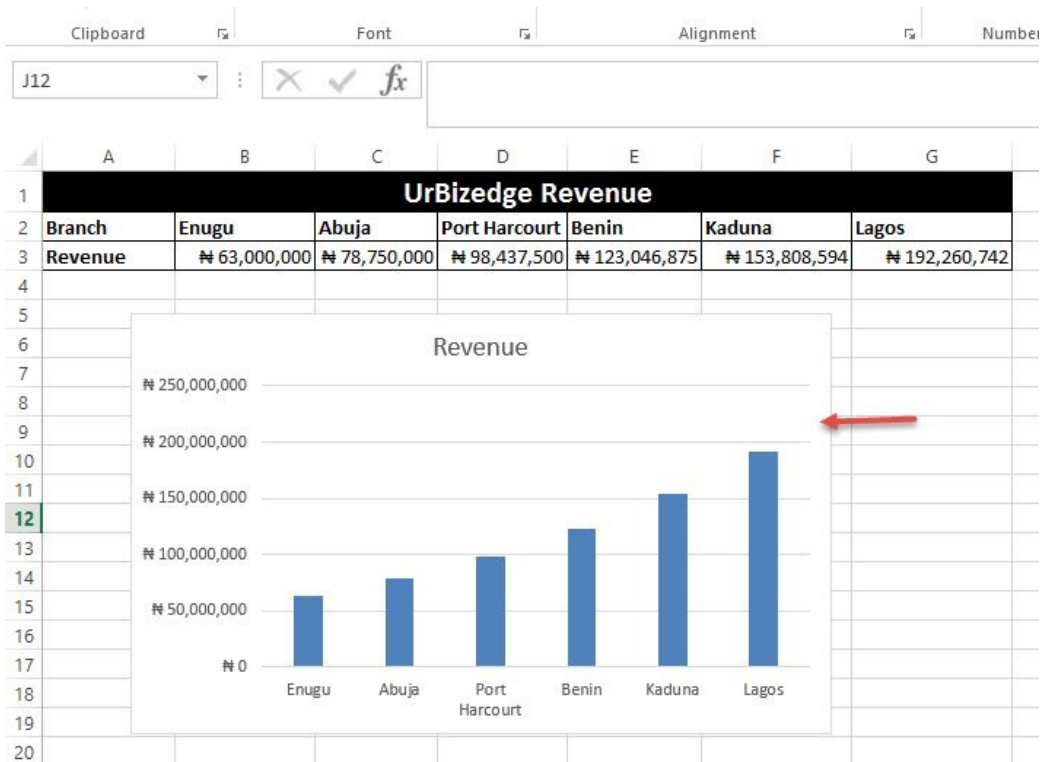 Clipboard Font Alignment Number
J12 fx
A B C D E F G
1 UrBizedge Revenue
2 Branch Enugu Abuja Port Harcourt Benin Kaduna Lagos
3 Revenue ₦ 63,000,000 ₦ 78,750,000 ₦ 98,437,500 ₦ 123,046,875 ₦ 153,808,594 ₦ 192,260,742
4
5
6 Revenue
7
8 ₦ 250,000,000
9
10 ₦ 200,000,000
11
12 ₦ 150,000,000
13 ₦ 100,000,000
14
15 ₦ 50,000,000
16
17 ₦ 0
18 Enugu Abuja Port Harcourt Benin Kaduna Lagos
19
20